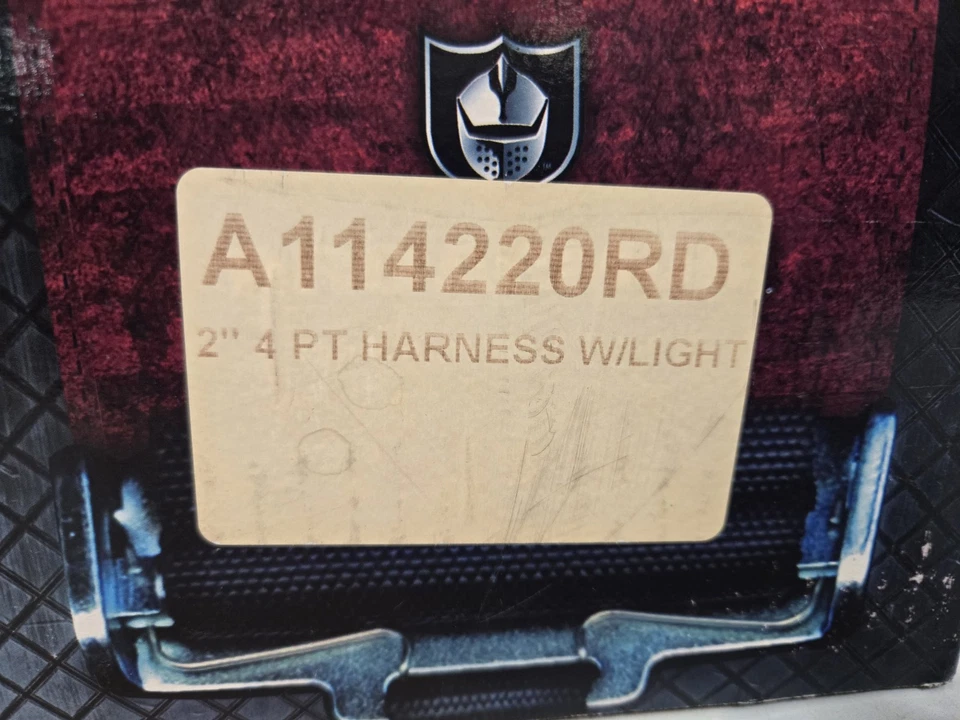 A114220RD
2" 4 PT HARNESS W/LIGHT